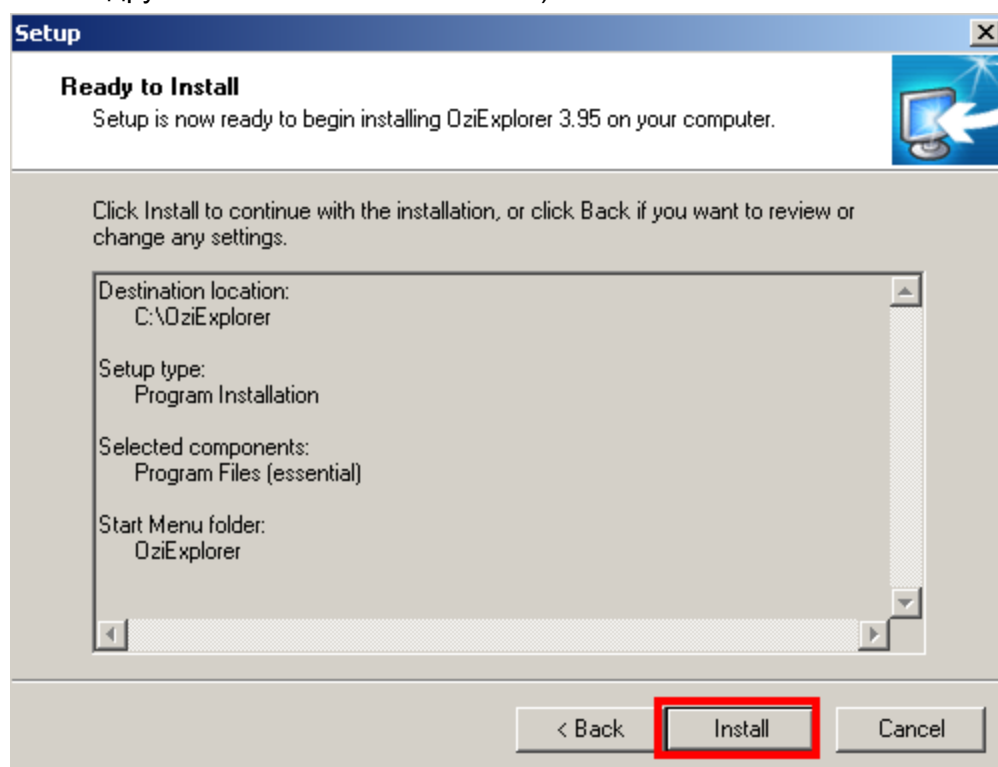 Setup
Ready to Install
Setup is now ready to begin installing OziExplorer 3.95 on your computer.
Click Install to continue with the installation, or click Back if you want to review or
change any settings.
Destination location:
C:\OziExplorer
Setup type:
Program Installation
Selected components:
Program Files (essential)
Start Menu folder:
OziExplorer
< Back
Install
Cancel